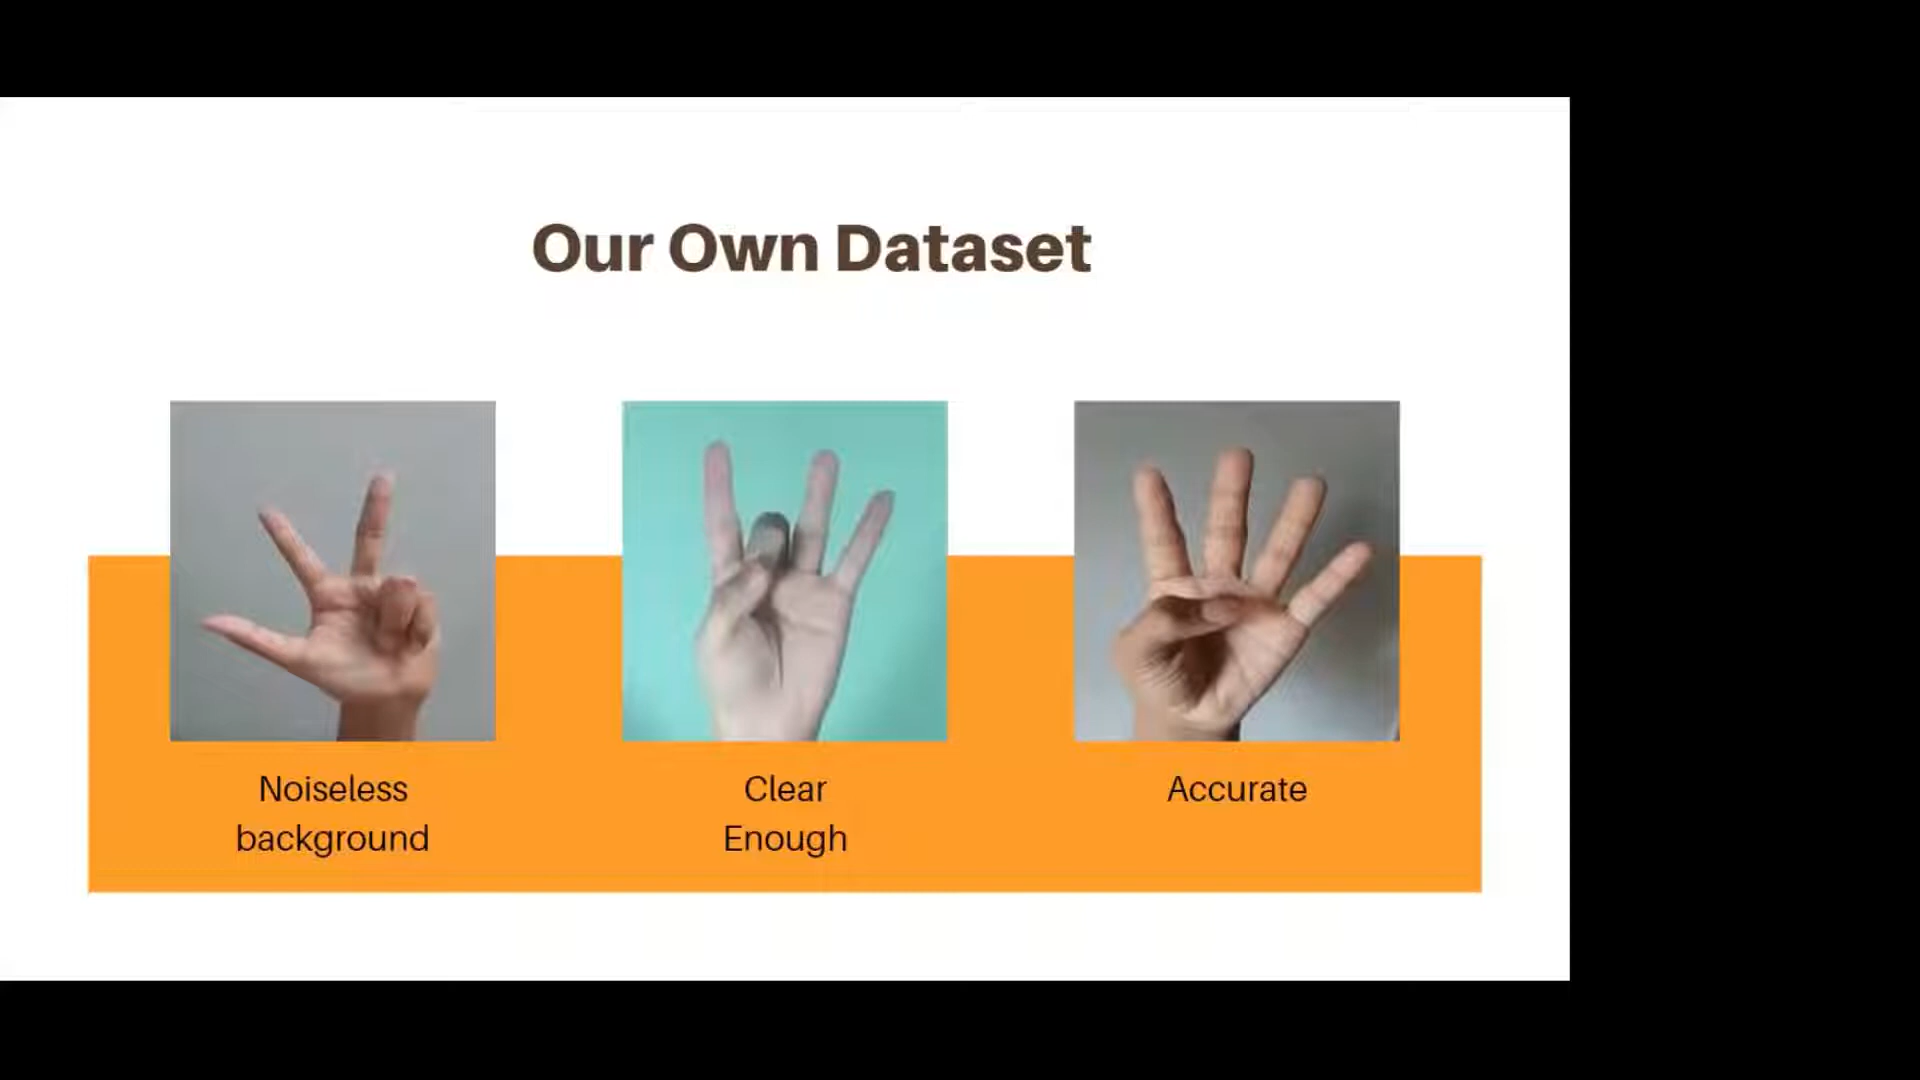 Our Own Dataset
Noiseless
background
Clear
Enough
Accurate